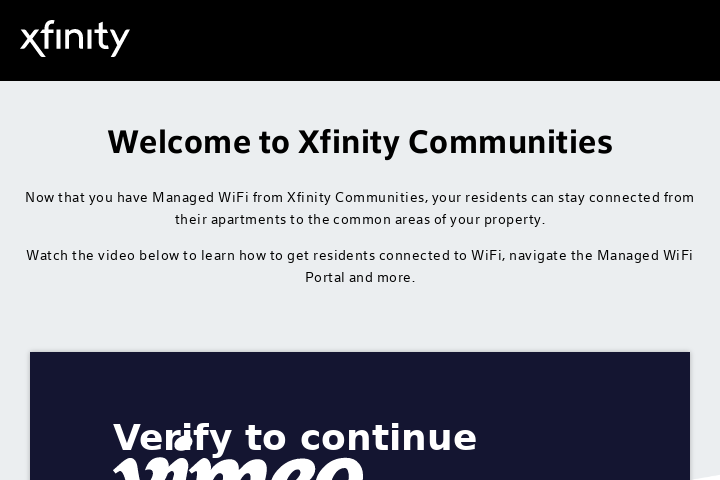 xfinity
Welcome to Xfinity Communities
Now that you have Managed WiFi from Xfinity Communities, your residents can stay connected from
their apartments to the common areas of your property.
Watch the video below to learn how to get residents connected to WiFi, navigate the Managed WiFi
Portal and more.
Verify to continue
vimeo